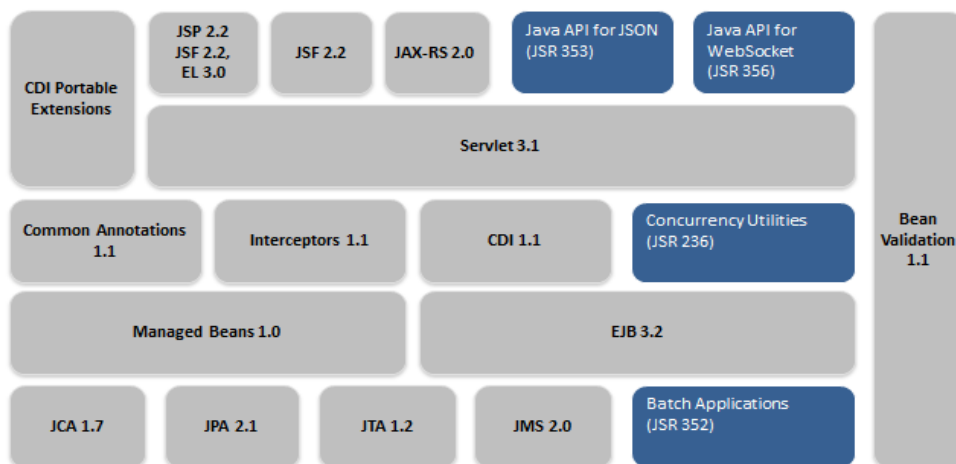 JSP 2.2
JSF 2.2,
EL 3.0
JSF 2.2
JAX-RS 2.0
Java API for JSON
(JSR 353)
Java API for
WebSocket
(JSR 356)
CDI Portable
Extensions
Servlet 3.1
Common Annotations
1.1
Interceptors 1.1
CDI 1.1
Concurrency Utilities
(JSR 236)
Bean
Validation
1.1
Managed Beans 1.0
EJB 3.2
JCA 1.7
JPA 2.1
JTA 1.2
JMS 2.0
Batch Applications
(JSR 352)